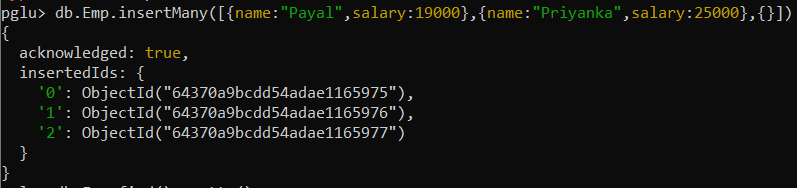 pglu> db.Emp.insertMany([{name:"Payal",salary:19000},{name:"Priyanka",salary:25000},{}])
{
  acknowledged: true,
  insertedIds: {
    '0': ObjectId("64370a9bcdd54adae1165975"),
    '1': ObjectId("64370a9bcdd54adae1165976"),
    '2': ObjectId("64370a9bcdd54adae1165977")
  }
}